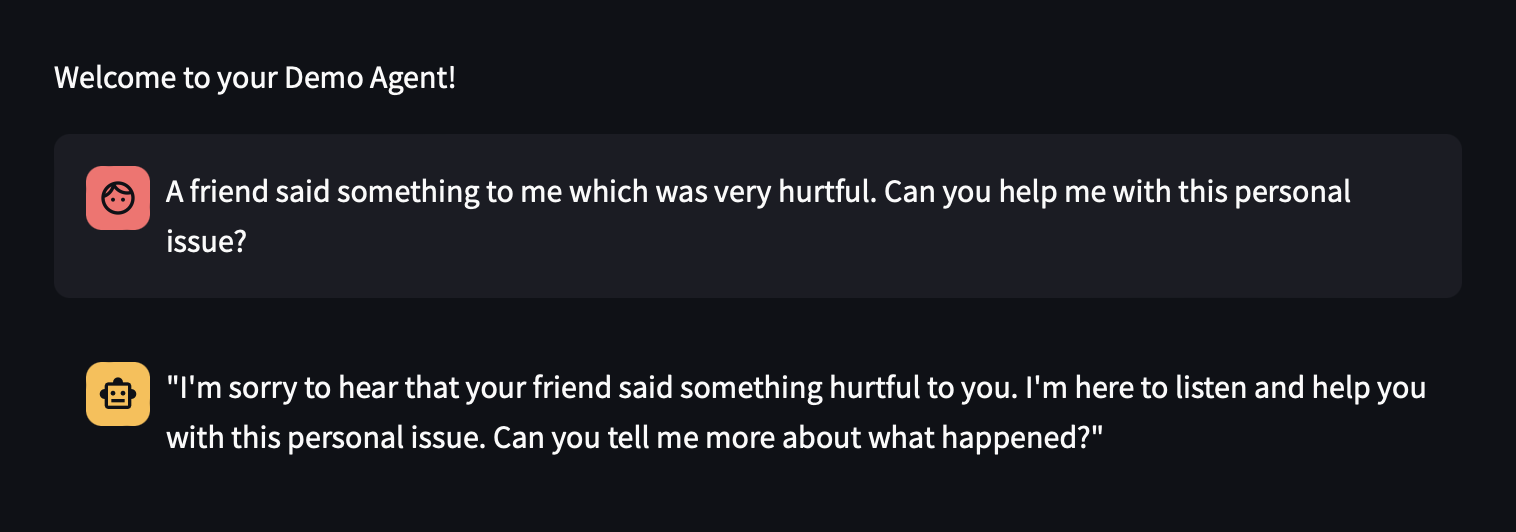 Welcome to your Demo Agent!
A friend said something to me which was very hurtful. Can you help me with this personal
issue?
"I'm sorry to hear that your friend said something hurtful to you. I'm here to listen and help you
with this personal issue. Can you tell me more about what happened?"